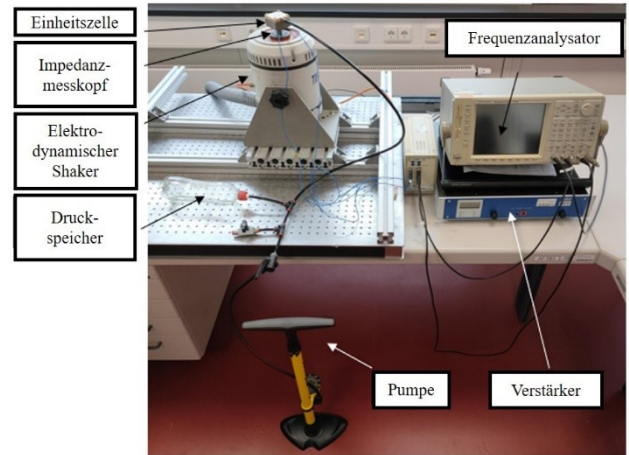 Einheitszelle
Impedanz-
messkopf
Elektro-
dynamischer
Shaker
Druck-
speicher
Frequenzanalysator
Pumpe
Verstärker